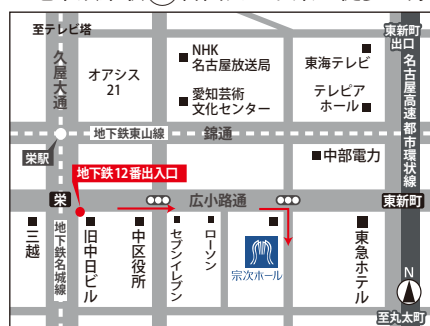 至テレビ塔
久屋大通
オアシス
21
NHK
名古屋放送局
愛知芸術
文化センター
東海テレビ
テレピア
ホール
東新町
出口
名古屋高速都市環状線
地下鉄東山線
錦通
栄駅
中部電力
地下鉄12番出入口
栄
広小路通
東新町
三越
地下鉄名城線
旧中日ビル
中区役所
セブンイレブン
ローソン
宗次ホール
東急ホテル
N
至丸太町